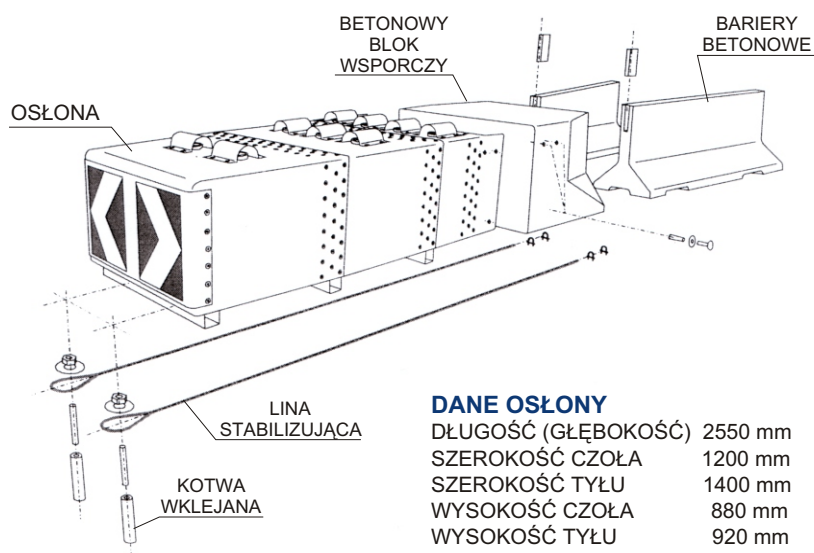 BETONOWY
BLOK
WSPORCZY
BARIERY
BETONOWE
OSŁONA
LINA
STABILIZUJĄCA
KOTWA
WKLEJANA
DANE OSŁONY
DŁUGOŚĆ (GŁĘBOKOŚĆ) 2550 mm
SZEROKOŚĆ CZOŁA 1200 mm
SZEROKOŚĆ TYŁU 1400 mm
WYSOKOŚĆ CZOŁA 880 mm
WYSOKOŚĆ TYŁU 920 mm